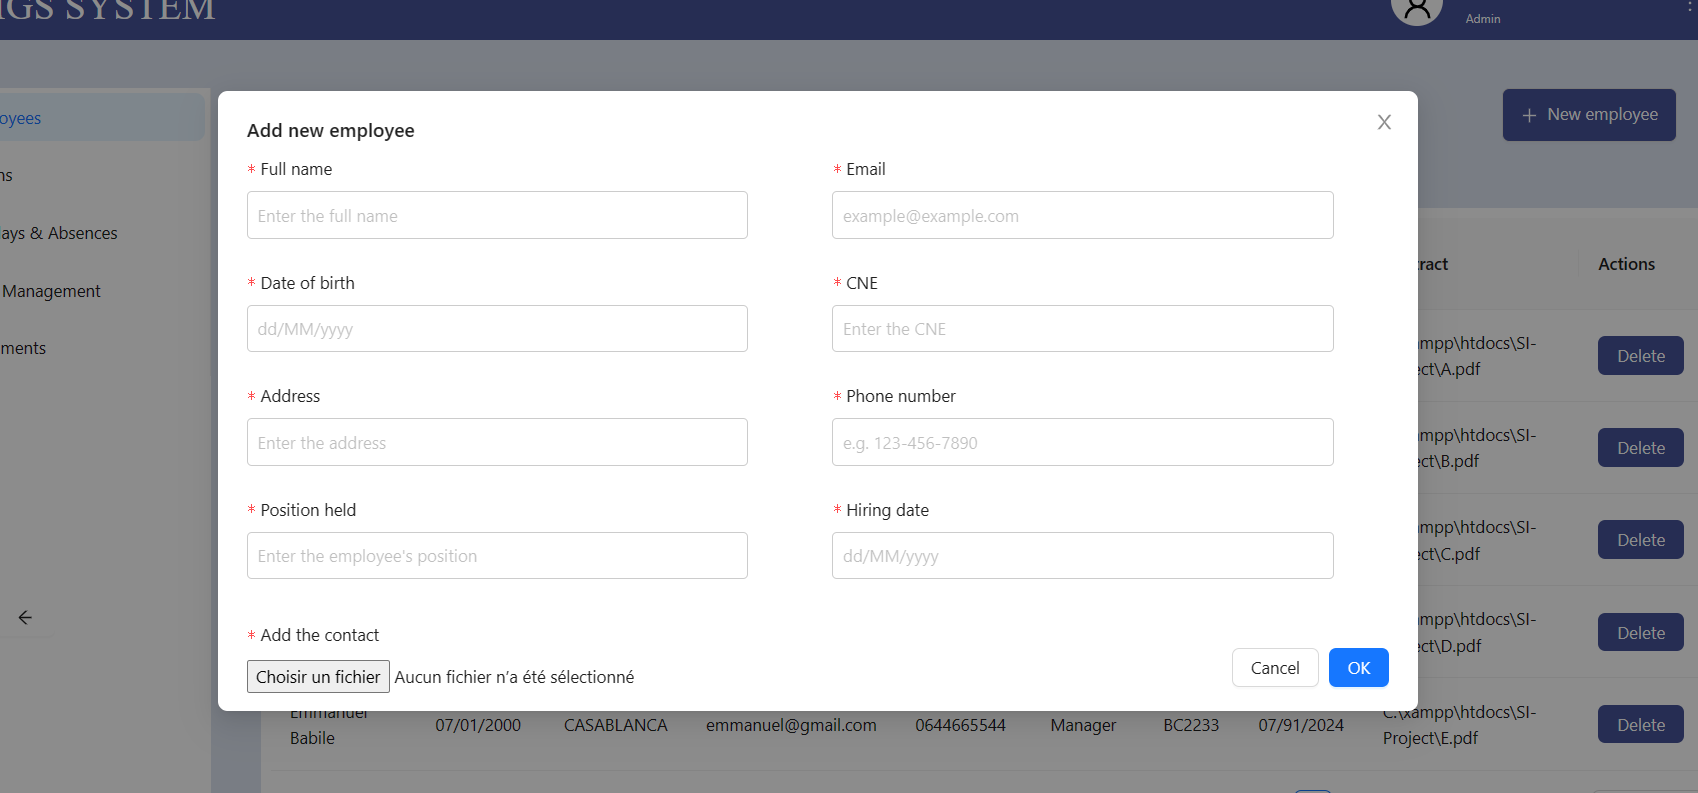 IGS SYSTEM
Admin
oyees
ns
ays & Absences
Management
ments
+ New employee
Add new employee
X
* Full name
Enter the full name
* Email
example@example.com
* Date of birth
dd/MM/yyyy
* CNE
Enter the CNE
* Address
Enter the address
* Phone number
e.g. 123-456-7890
* Position held
Enter the employee's position
* Hiring date
dd/MM/yyyy
* Add the contact
Choisir un fichier Aucun fichier n’a été sélectionné
Cancel OK
ract Actions
ampp\htdocs\SI-
ect\A.pdf
Delete
ampp\htdocs\SI-
ect\B.pdf
Delete
ampp\htdocs\SI-
ect\C.pdf
Delete
ampp\htdocs\SI-
ect\D.pdf
Delete
Emmanuel
Babile
07/01/2000 CASABLANCA emmanuel@gmail.com 0644665544 Manager BC2233 07/91/2024
C:\xampp\htdocs\SI-
Project\E.pdf
Delete